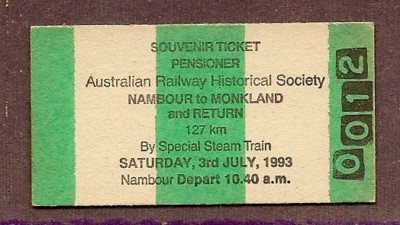 SOUVENIR TICKET
PENSIONER
Australian Railway Historical Society
NAMBOUR to MONKLAND
and RETURN
127 km
By Special Steam Train
SATURDAY, 3rd JULY, 1993
Nambour Depart 10.40 a.m.
0012